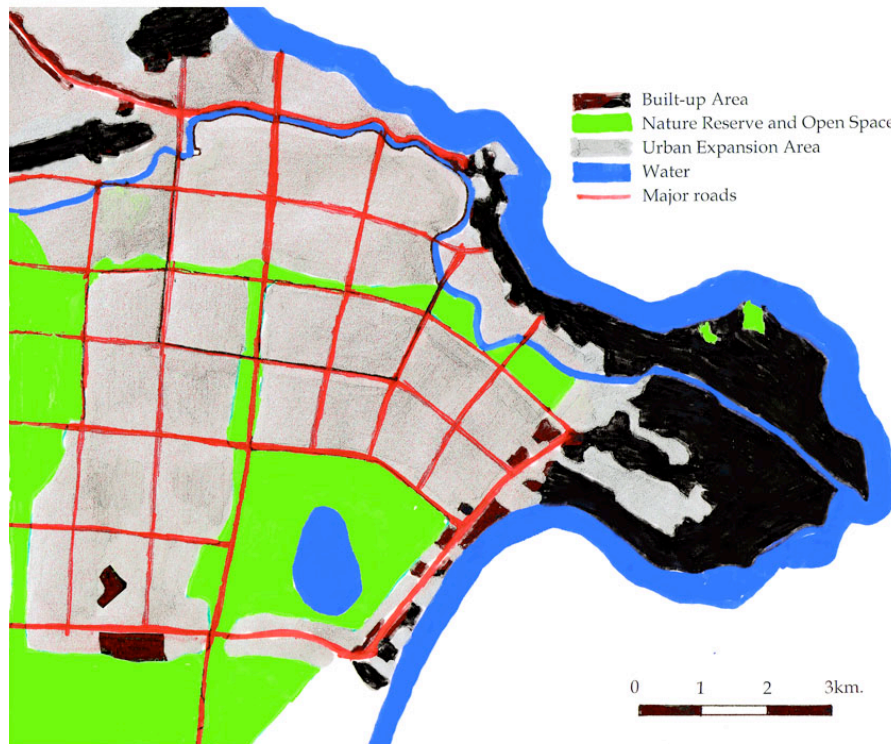 Built-up Area
Nature Reserve and Open Space
Urban Expansion Area
Water
Major roads
0 1 2 3km.